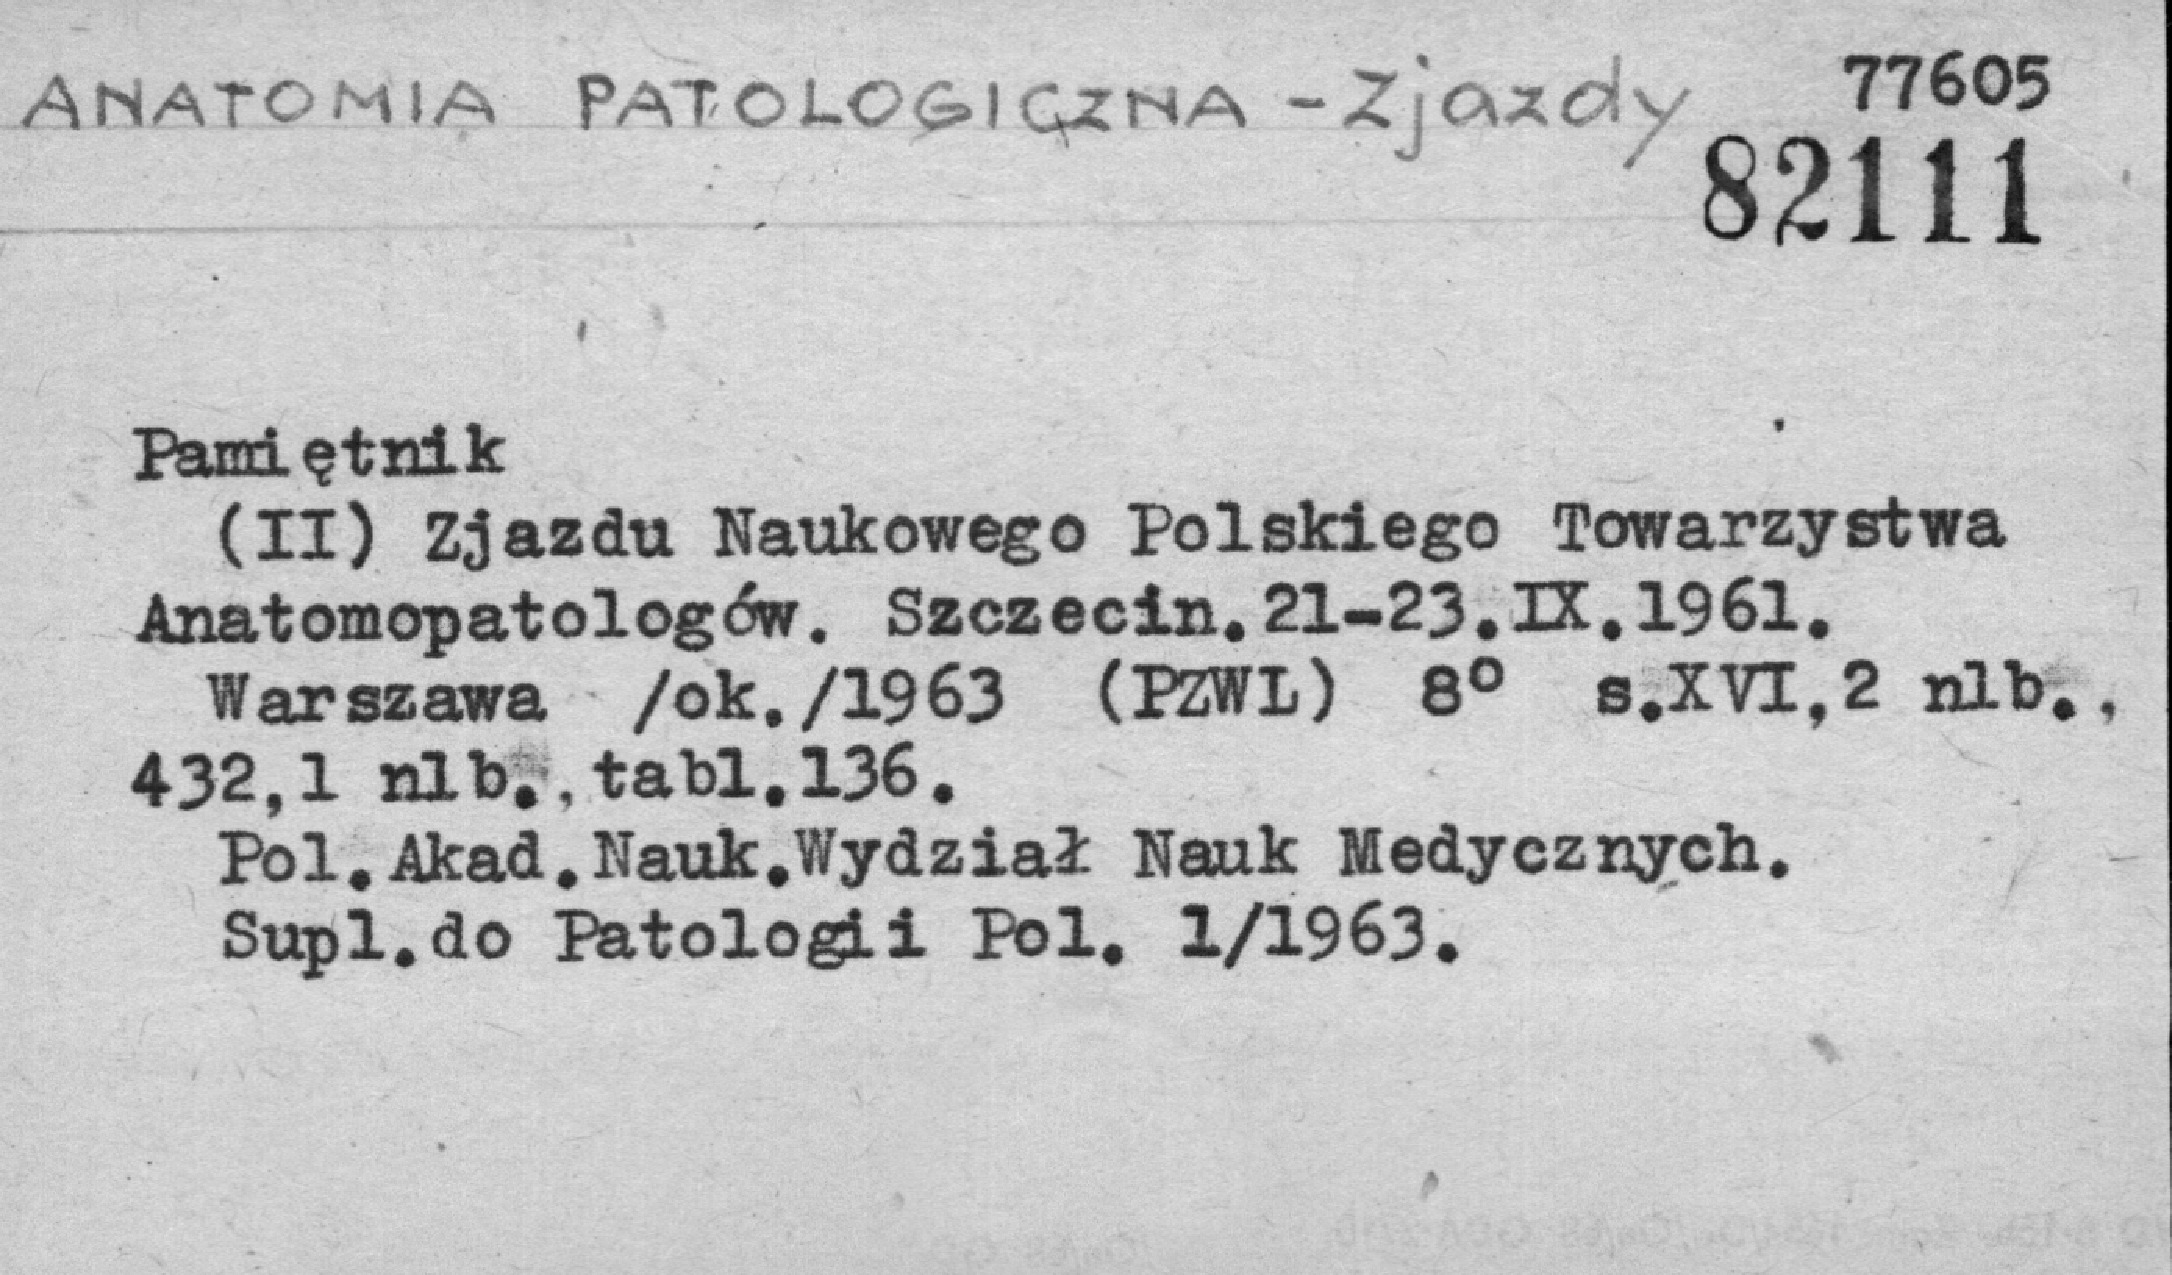 ANATOMIA PATOLOGICZNA - Zjazdy 77605
82111
Pamiętnik
(II) Zjazdu Naukowego Polskiego Towarzystwa
Anatomopatologów. Szczecin.21-23.IX.1961.
Warszawa /ok./1963 (PZWL) 8° s.XVI,2 nlb.,
432,1 nlb.,tabl.136.
Pol.Akad.Nauk.Wydział Nauk Medycznych.
Supl.do Patologii Pol. 1/1963.